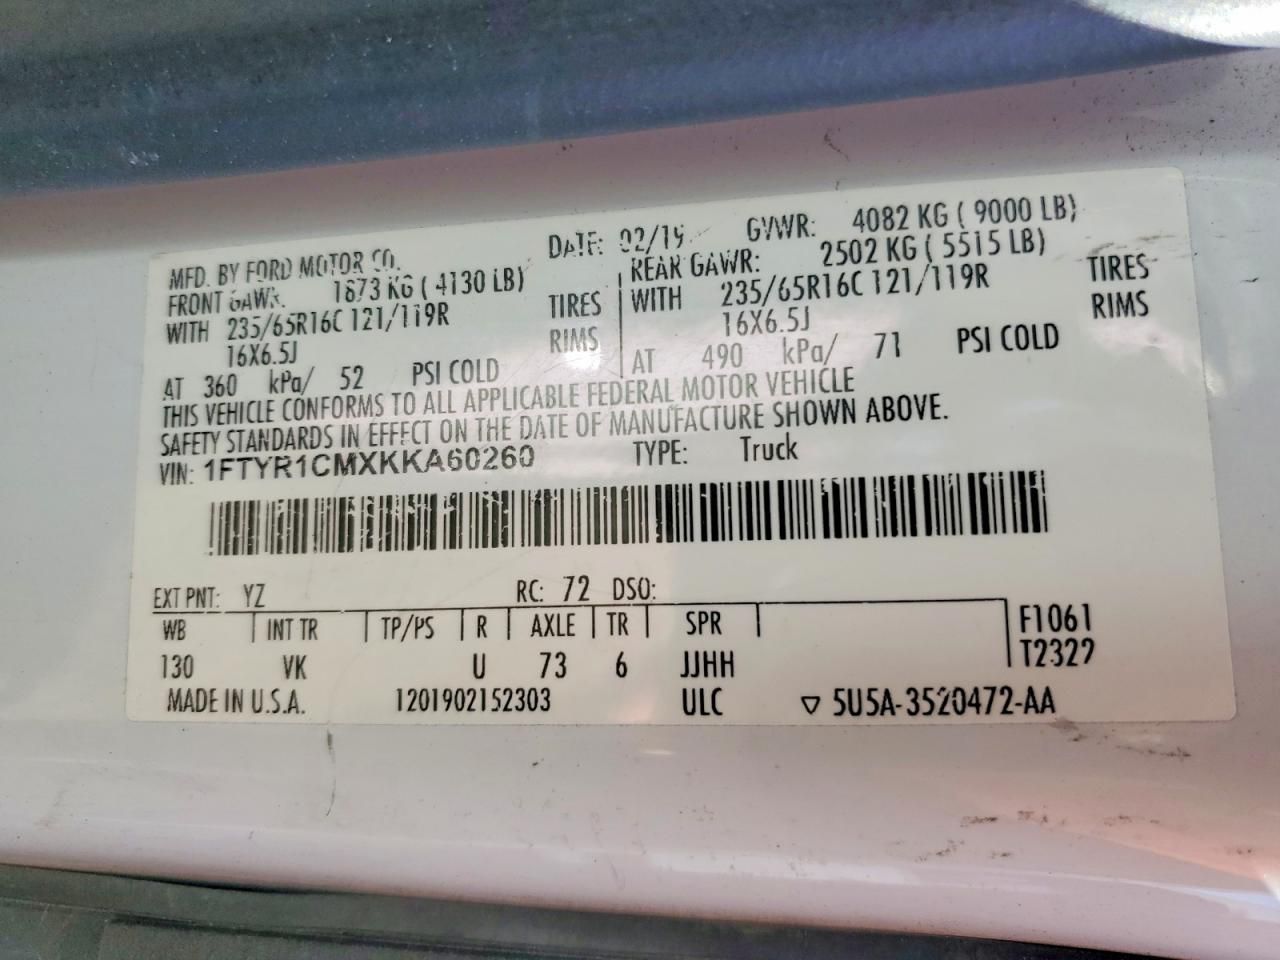 MFD. BY FORD MOTOR CO. DATE: 02/19 GVWR: 4082 KG ( 9000 LB)
FRONT GAWR: 1873 KG ( 4130 LB)
WITH 235/65R16C 121/119R TIRES
16X6.5J RIMS
AT 360 kPa/ 52 PSI COLD
REAR GAWR: 2502 KG ( 5515 LB)
WITH 235/65R16C 121/119R TIRES
16X6.5J RIMS
AT 490 kPa/ 71 PSI COLD
THIS VEHICLE CONFORMS TO ALL APPLICABLE FEDERAL MOTOR VEHICLE
SAFETY STANDARDS IN EFFECT ON THE DATE OF MANUFACTURE SHOWN ABOVE.
VIN: 1FTYR1CMXKKA60260 TYPE: Truck
EXT PNT: YZ RC: 72 DSO:
WB INT TR TP/PS R AXLE TR SPR F1061
130 VK U 73 6 JJHH T2322
MADE IN U.S.A. 1201902152303 ULC ▽ 5U5A-3520472-AA